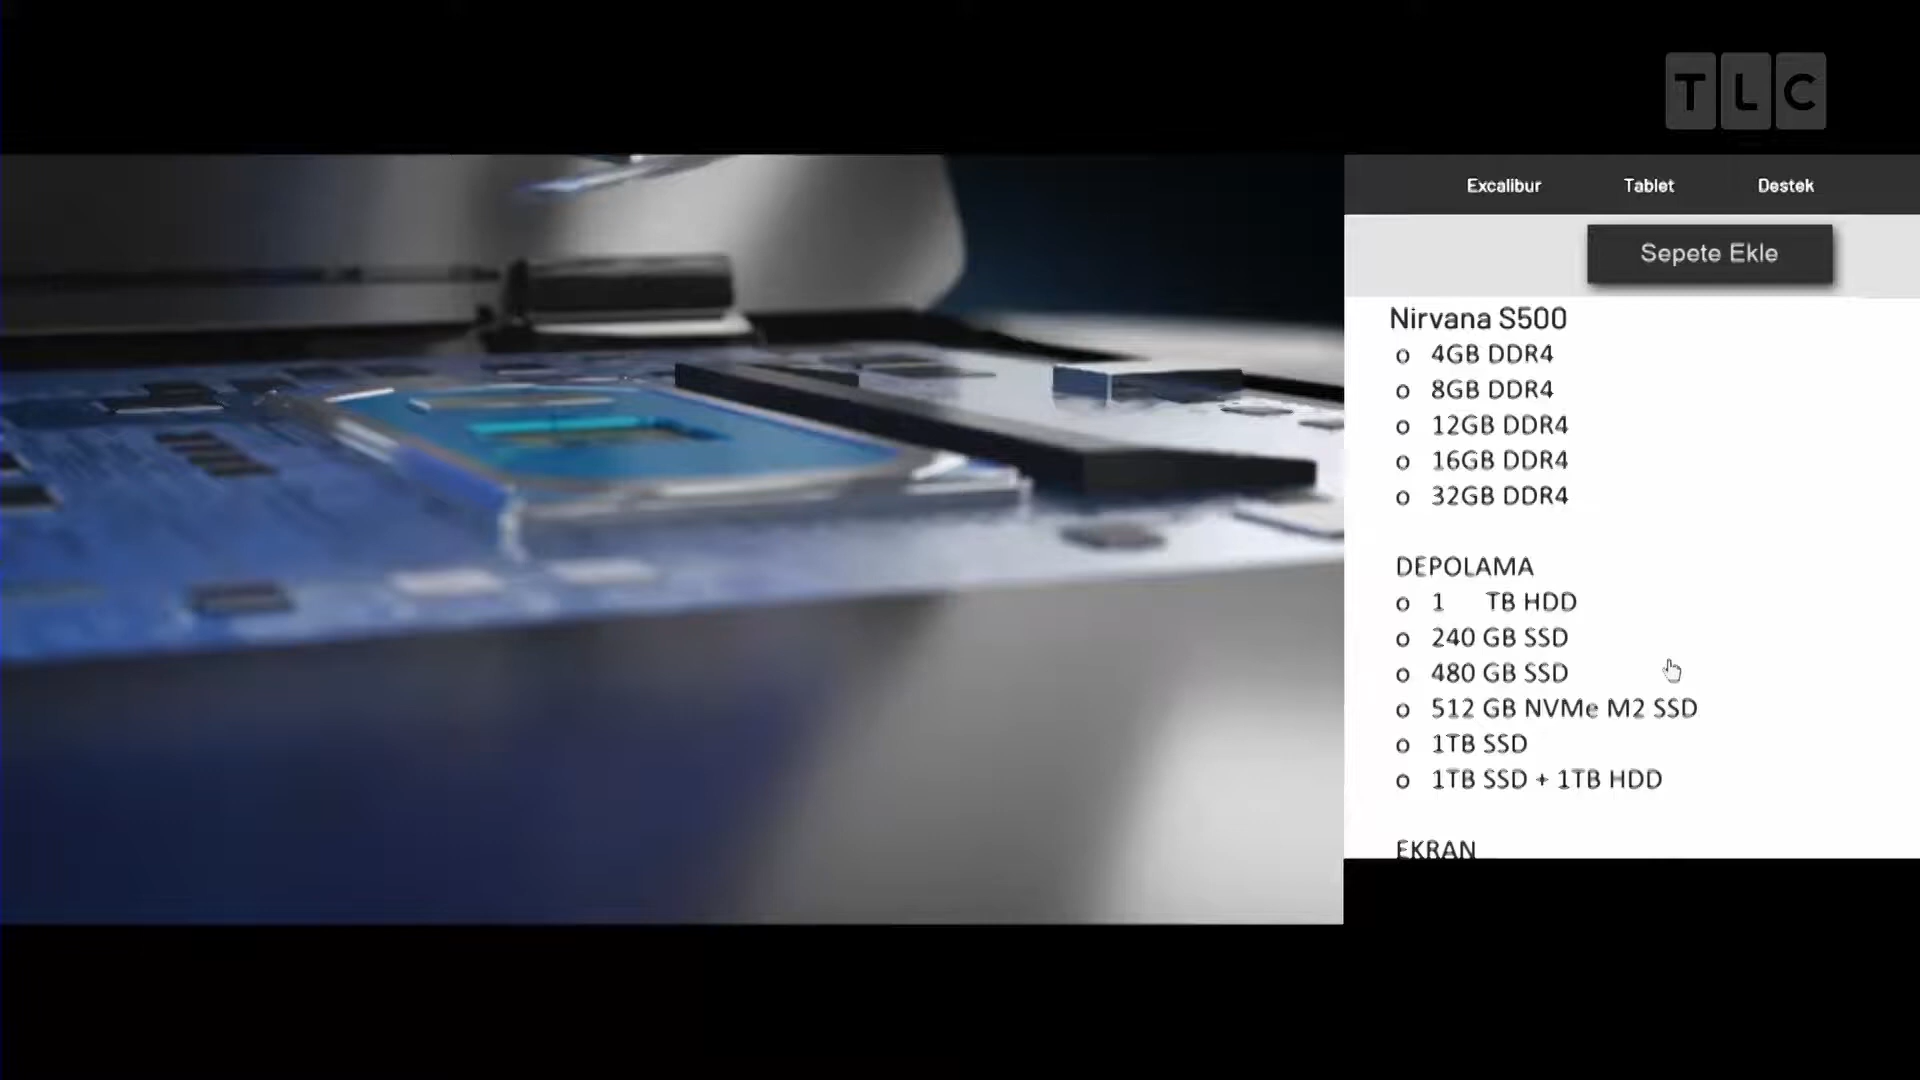 TLC
Excalibur Tablet Destek
Sepete Ekle
Nirvana S500
o 4GB DDR4
o 8GB DDR4
o 12GB DDR4
o 16GB DDR4
o 32GB DDR4
DEPOLAMA
o 1 TB HDD
o 240 GB SSD
o 480 GB SSD
o 512 GB NVMe M2 SSD
o 1TB SSD
o 1TB SSD + 1TB HDD
EKRAN